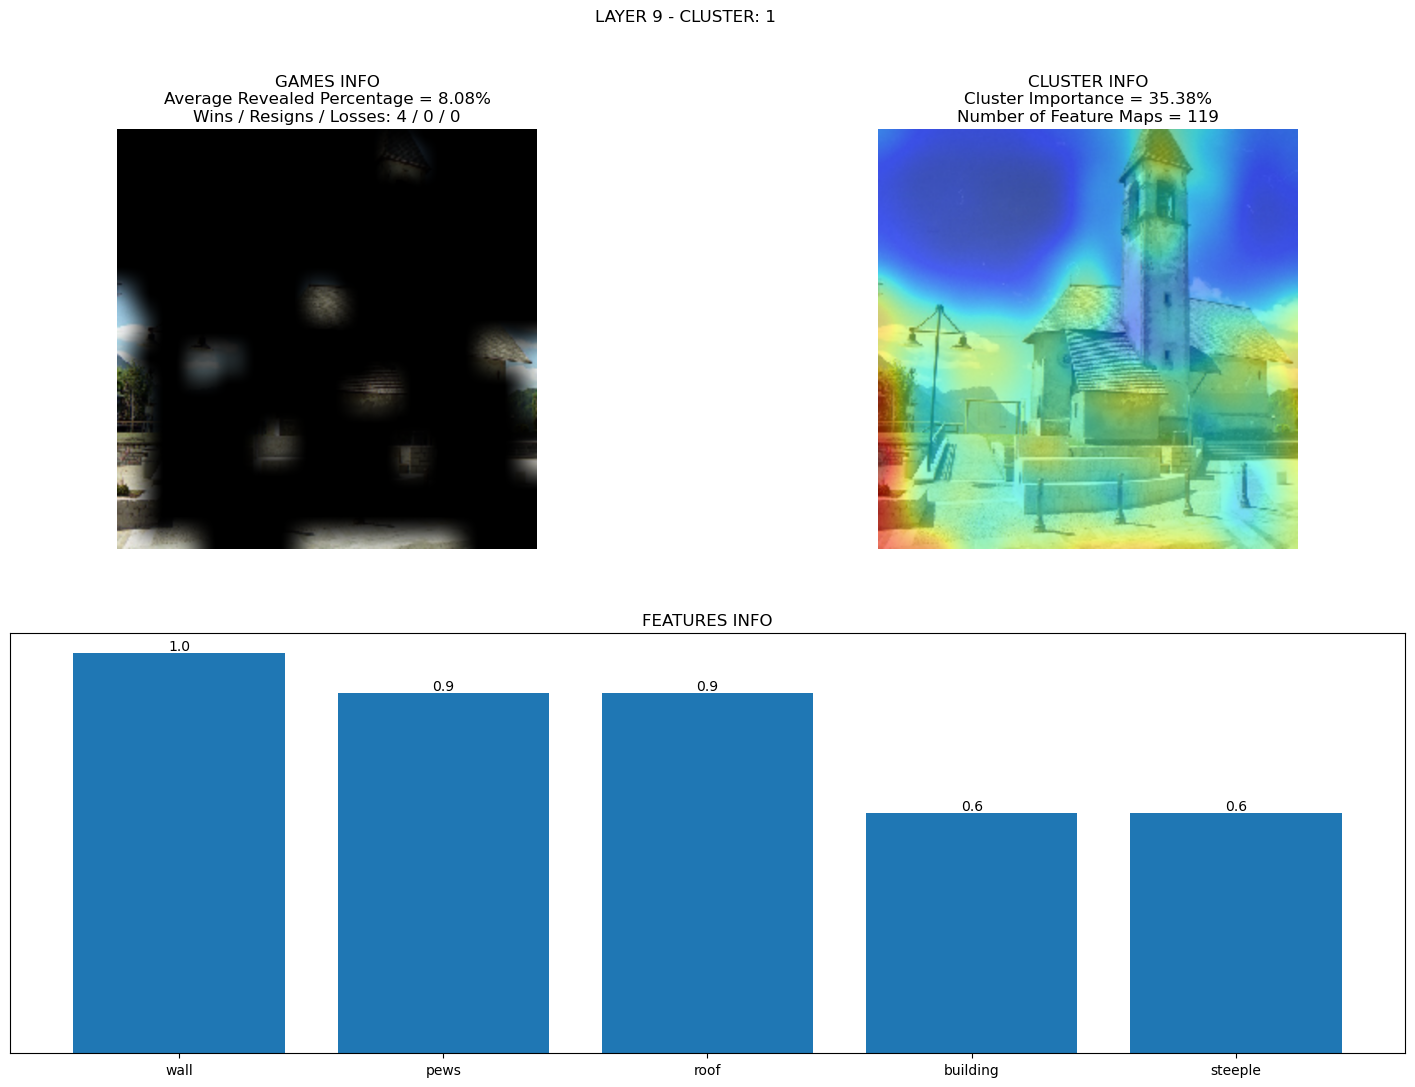 LAYER 9 - CLUSTER: 1
GAMES INFO
Average Revealed Percentage = 8.08%
Wins / Resigns / Losses: 4 / 0 / 0
CLUSTER INFO
Cluster Importance = 35.38%
Number of Feature Maps = 119
FEATURES INFO
1.0
0.9
0.9
0.6
0.6
wall
pews
roof
building
steeple